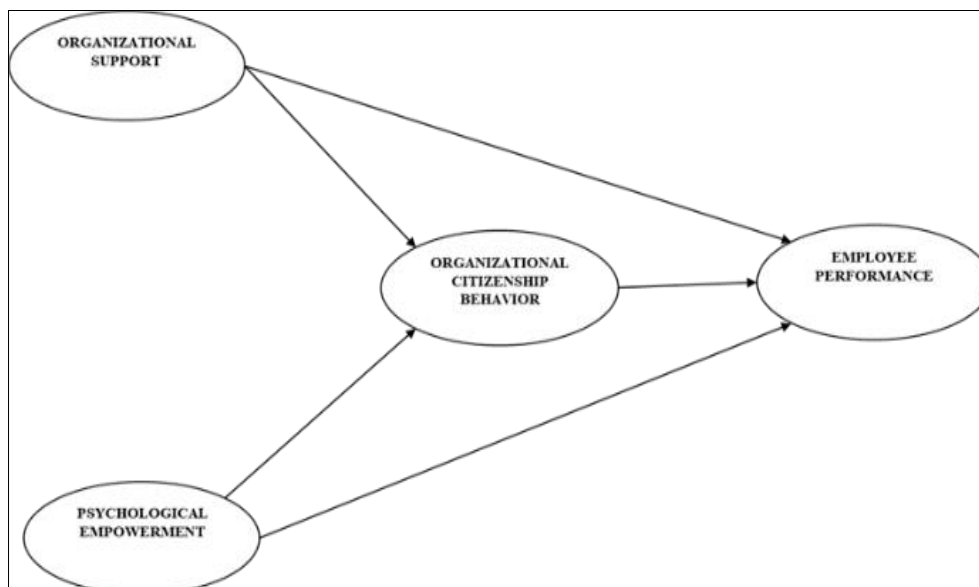 ORGANIZATIONAL
SUPPORT
ORGANIZATIONAL
CITIZENSHIP
BEHAVIOR
EMPLOYEE
PERFORMANCE
PSYCHOLOGICAL
EMPOWERMENT